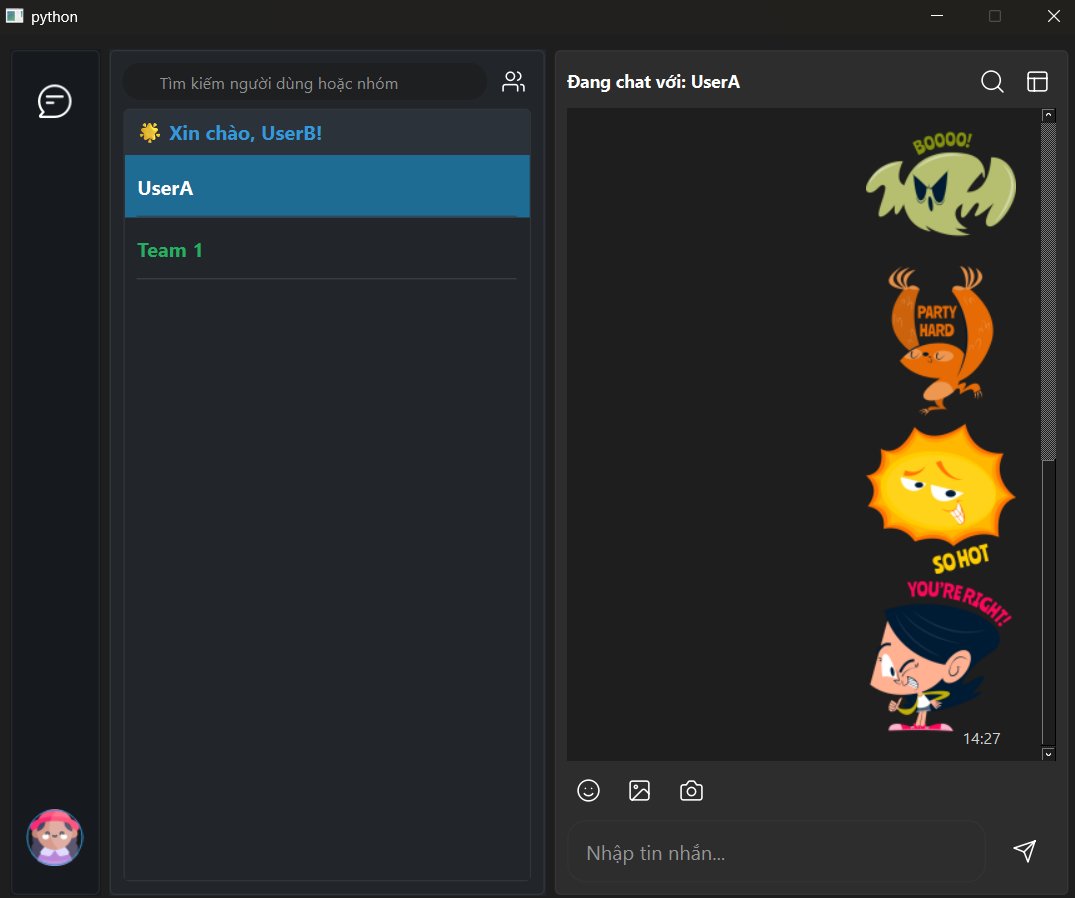 python
Tìm kiếm người dùng hoặc nhóm
🌟 Xin chào, UserB!
UserA
Team 1
Đang chat với: UserA
BOOOO!
PARTY
HARD
SO HOT
YOU'RE RIGHT!
14:27
Nhập tin nhắn...